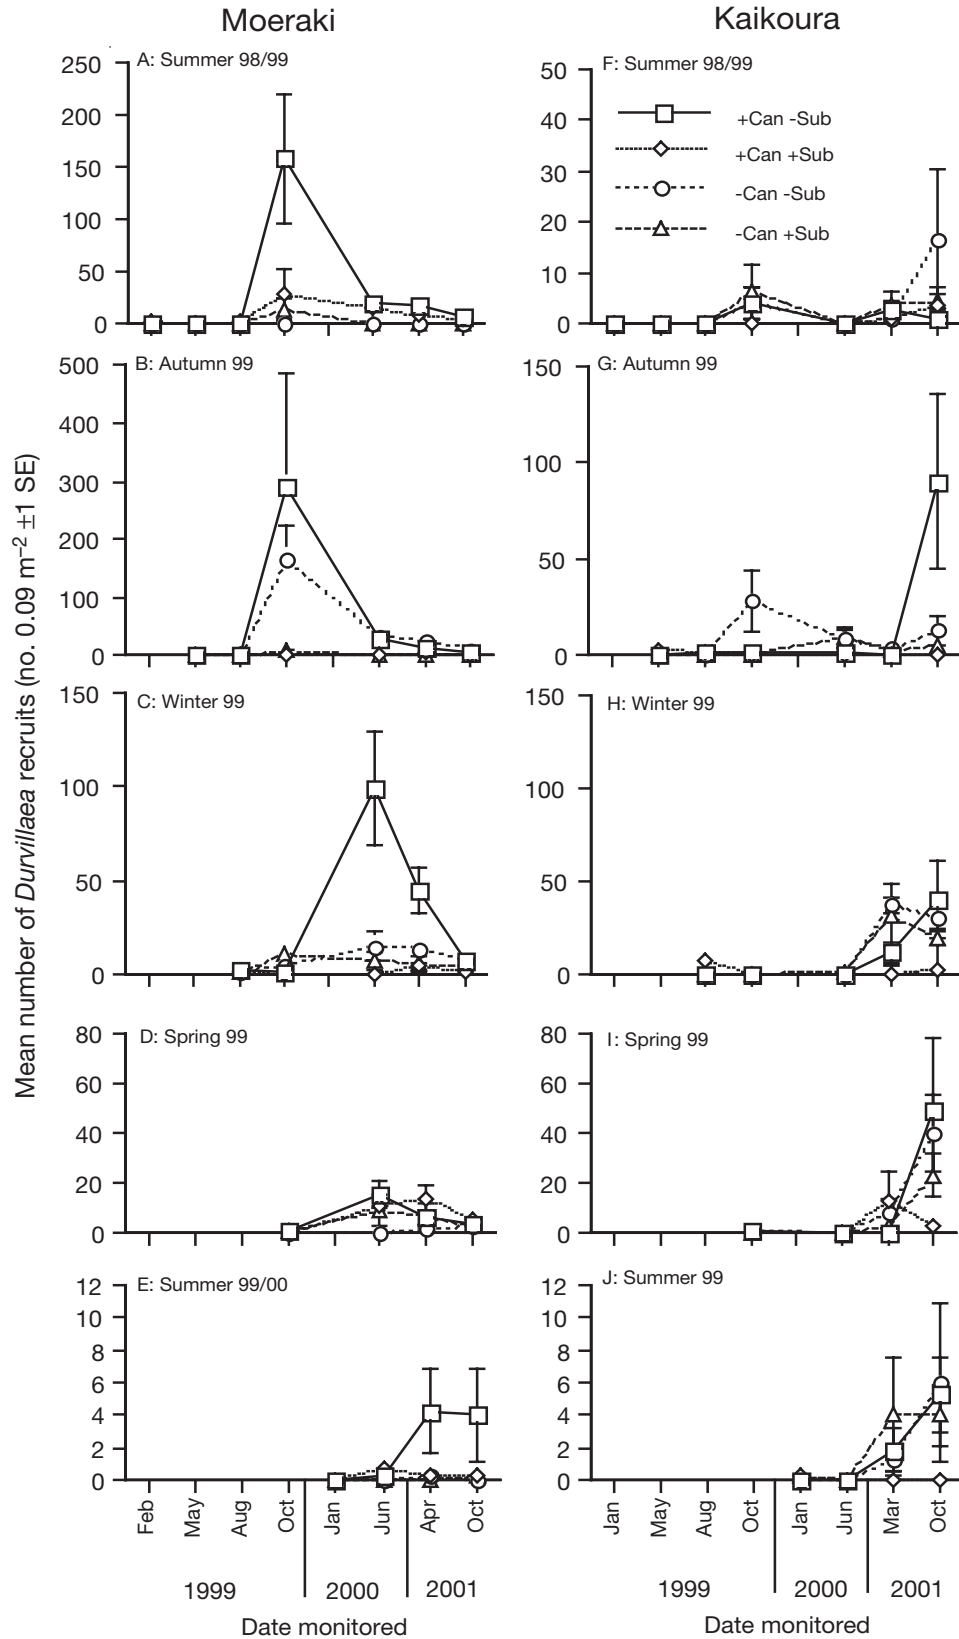 Moeraki
Kaikoura
Mean number of Durvillaea recruits (no. 0.09 m⁻² ±1 SE)
A: Summer 98/99
250
200
150
100
50
0
B: Autumn 99
500
400
300
200
100
0
C: Winter 99
150
100
50
0
D: Spring 99
80
60
40
20
0
E: Summer 99/00
12
10
8
6
4
2
0
Feb
May
Aug
Oct
Jan
Jun
Apr
Oct
1999
2000
2001
Date monitored
F: Summer 98/99
50
40
30
20
10
0
+Can -Sub
+Can +Sub
-Can -Sub
-Can +Sub
G: Autumn 99
150
100
50
0
H: Winter 99
150
100
50
0
I: Spring 99
80
60
40
20
0
J: Summer 99
12
10
8
6
4
2
0
Jan
May
Aug
Oct
Jan
Jun
Mar
Oct
1999
2000
2001
Date monitored